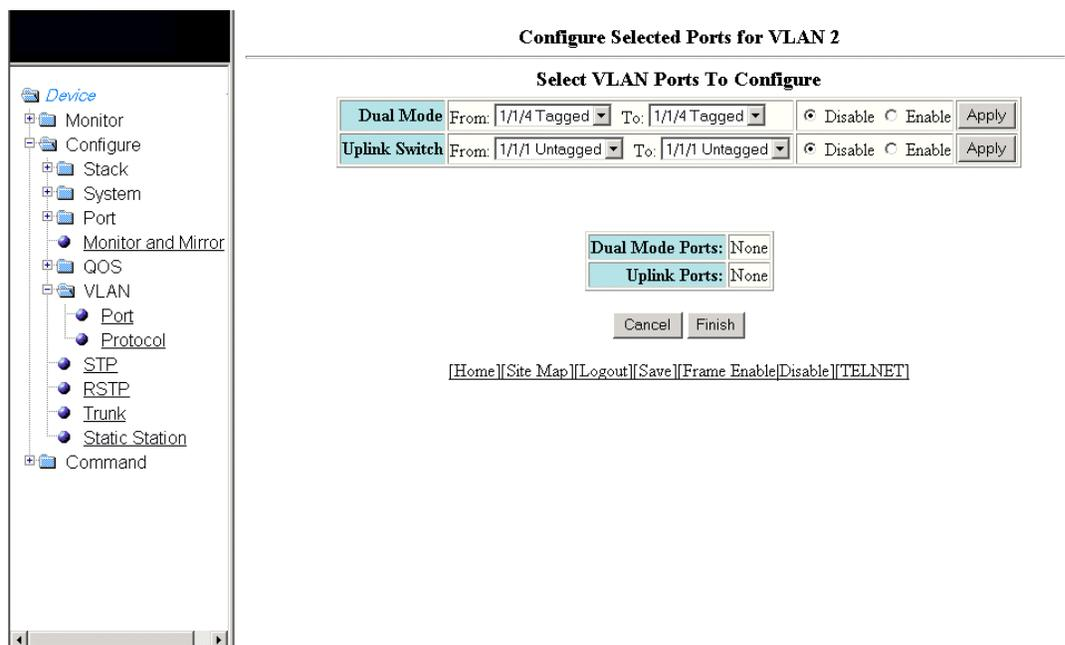 Configure Selected Ports for VLAN 2
Select VLAN Ports To Configure
Dual Mode From: 1/1/4 Tagged To: 1/1/4 Tagged Disable Enable Apply
Uplink Switch From: 1/1/1 Untagged To: 1/1/1 Untagged Disable Enable Apply
Dual Mode Ports: None
Uplink Ports: None
Cancel Finish
[Home][Site Map][Logout][Save][Frame Enable|Disable][TELNET]
Device
Monitor
Configure
Stack
System
Port
Monitor and Mirror
QOS
VLAN
Port
Protocol
STP
RSTP
Trunk
Static Station
Command